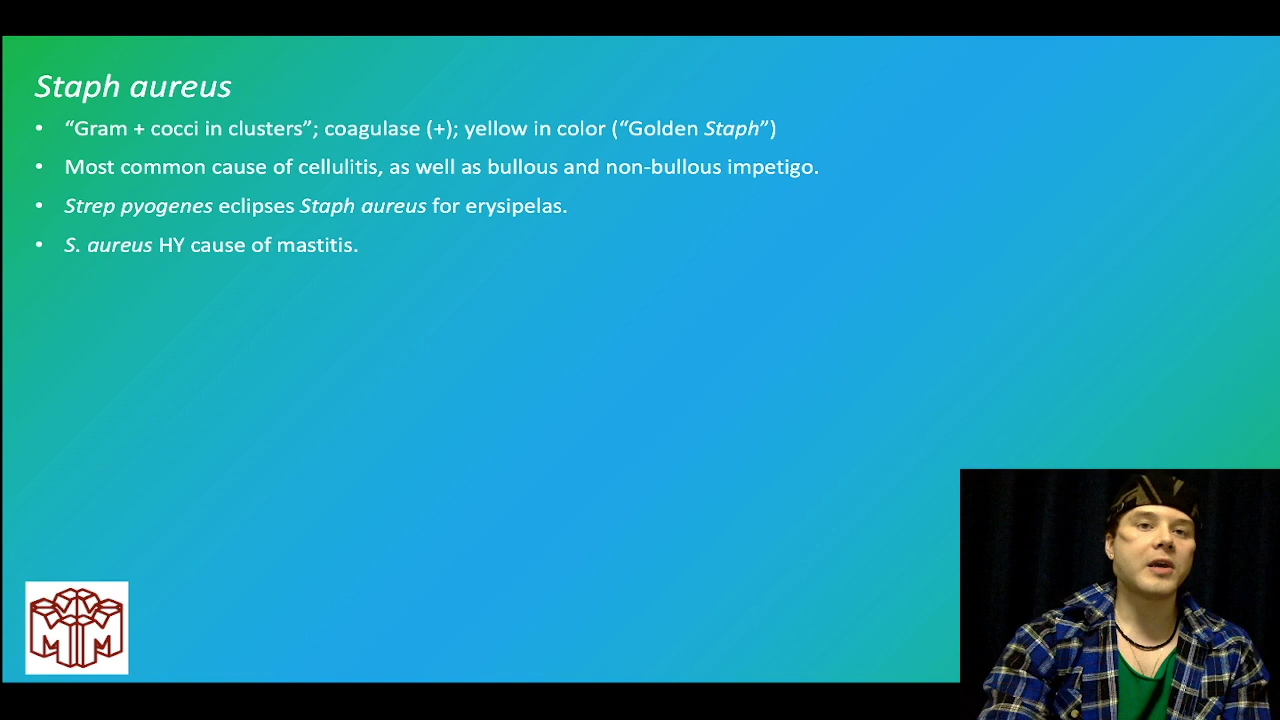 Staph aureus
• “Gram + cocci in clusters”; coagulase (+); yellow in color (“Golden Staph”)
• Most common cause of cellulitis, as well as bullous and non-bullous impetigo.
• Strep pyogenes eclipses Staph aureus for erysipelas.
• S. aureus HY cause of mastitis.
M M